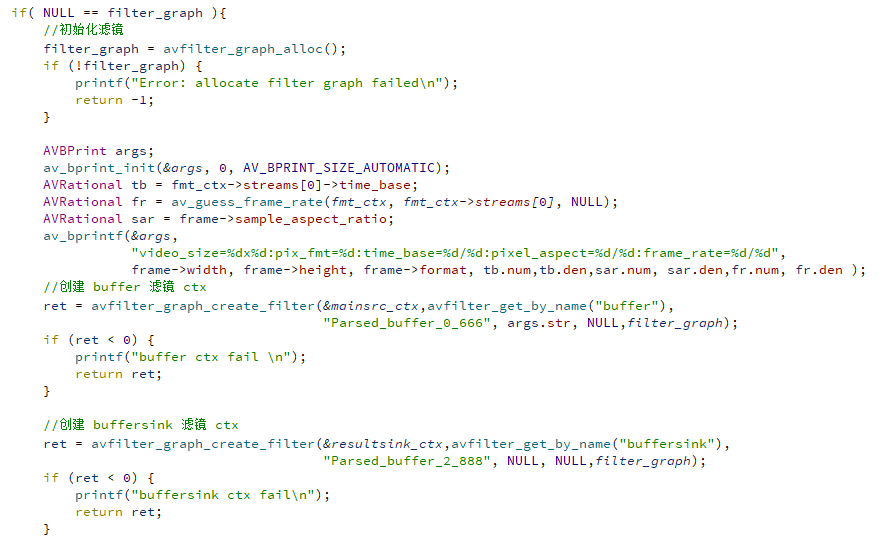 if( NULL == filter_graph ){
//初始化滤镜
filter_graph = avfilter_graph_alloc();
if (!filter_graph) {
printf("Error: allocate filter graph failed\n");
return -1;
}
AVBPrint args;
av_bprint_init(&args, 0, AV_BPRINT_SIZE_AUTOMATIC);
AVRational tb = fmt_ctx->streams[0]->time_base;
AVRational fr = av_guess_frame_rate(fmt_ctx, fmt_ctx->streams[0], NULL);
AVRational sar = frame->sample_aspect_ratio;
av_bprintf(&args,
"video_size=%dx%d:pix_fmt=%d:time_base=%d/%d:pixel_aspect=%d/%d:frame_rate=%d/%d",
frame->width, frame->height, frame->format, tb.num,tb.den,sar.num, sar.den,fr.num, fr.den );
//创建 buffer 滤镜 ctx
ret = avfilter_graph_create_filter(&mainsrc_ctx,avfilter_get_by_name("buffer"),
"Parsed_buffer_0_666", args.str, NULL,filter_graph);
if (ret < 0) {
printf("buffer ctx fail \n");
return ret;
}
//创建 buffersink 滤镜 ctx
ret = avfilter_graph_create_filter(&resultsink_ctx,avfilter_get_by_name("buffersink"),
"Parsed_buffer_2_888", NULL, NULL,filter_graph);
if (ret < 0) {
printf("buffersink ctx fail\n");
return ret;
}